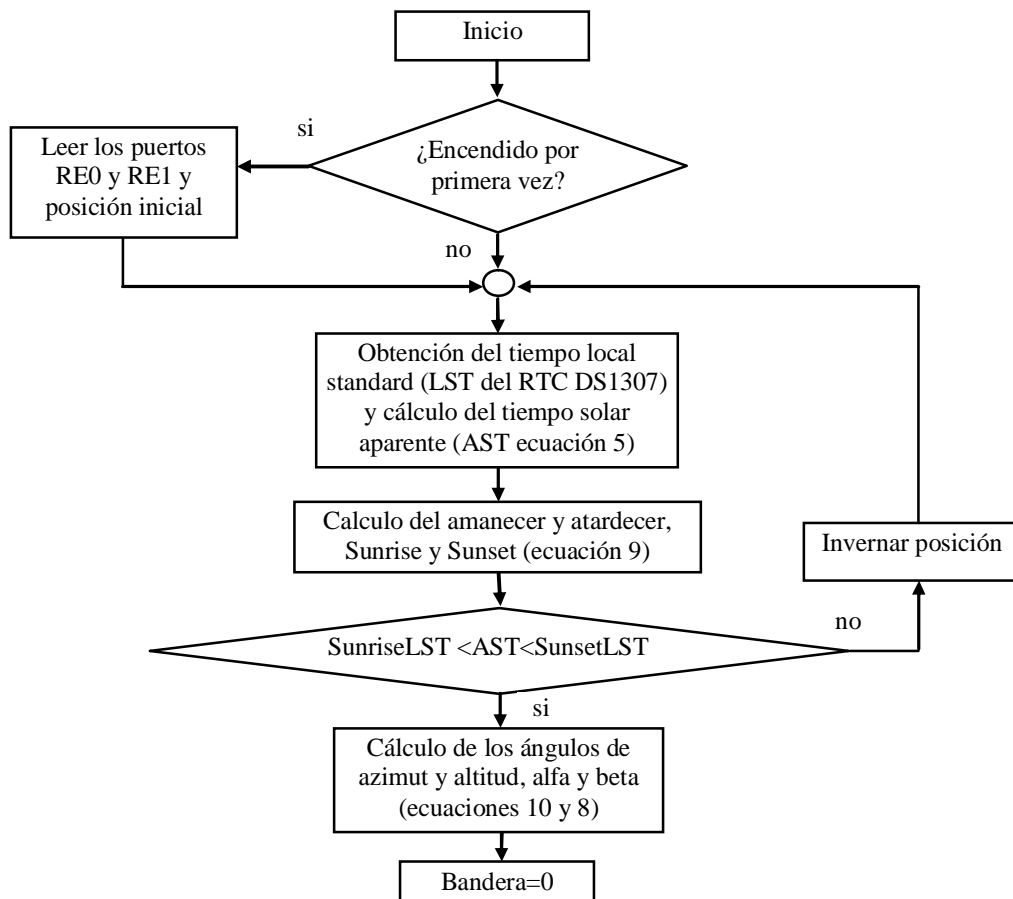 Inicio
si
¿Encendido por
primera vez?
Leer los puertos
RE0 y RE1 y
posición inicial
no
Obtención del tiempo local
standard (LST del RTC DS1307)
y cálculo del tiempo solar
aparente (AST ecuación 5)
Calculo del amanecer y atardecer,
Sunrise y Sunset (ecuación 9)
Invernar posición
no
SunriseLST <AST<SunsetLST
si
Cálculo de los ángulos de
azimut y altitud, alfa y beta
(ecuaciones 10 y 8)
Bandera=0